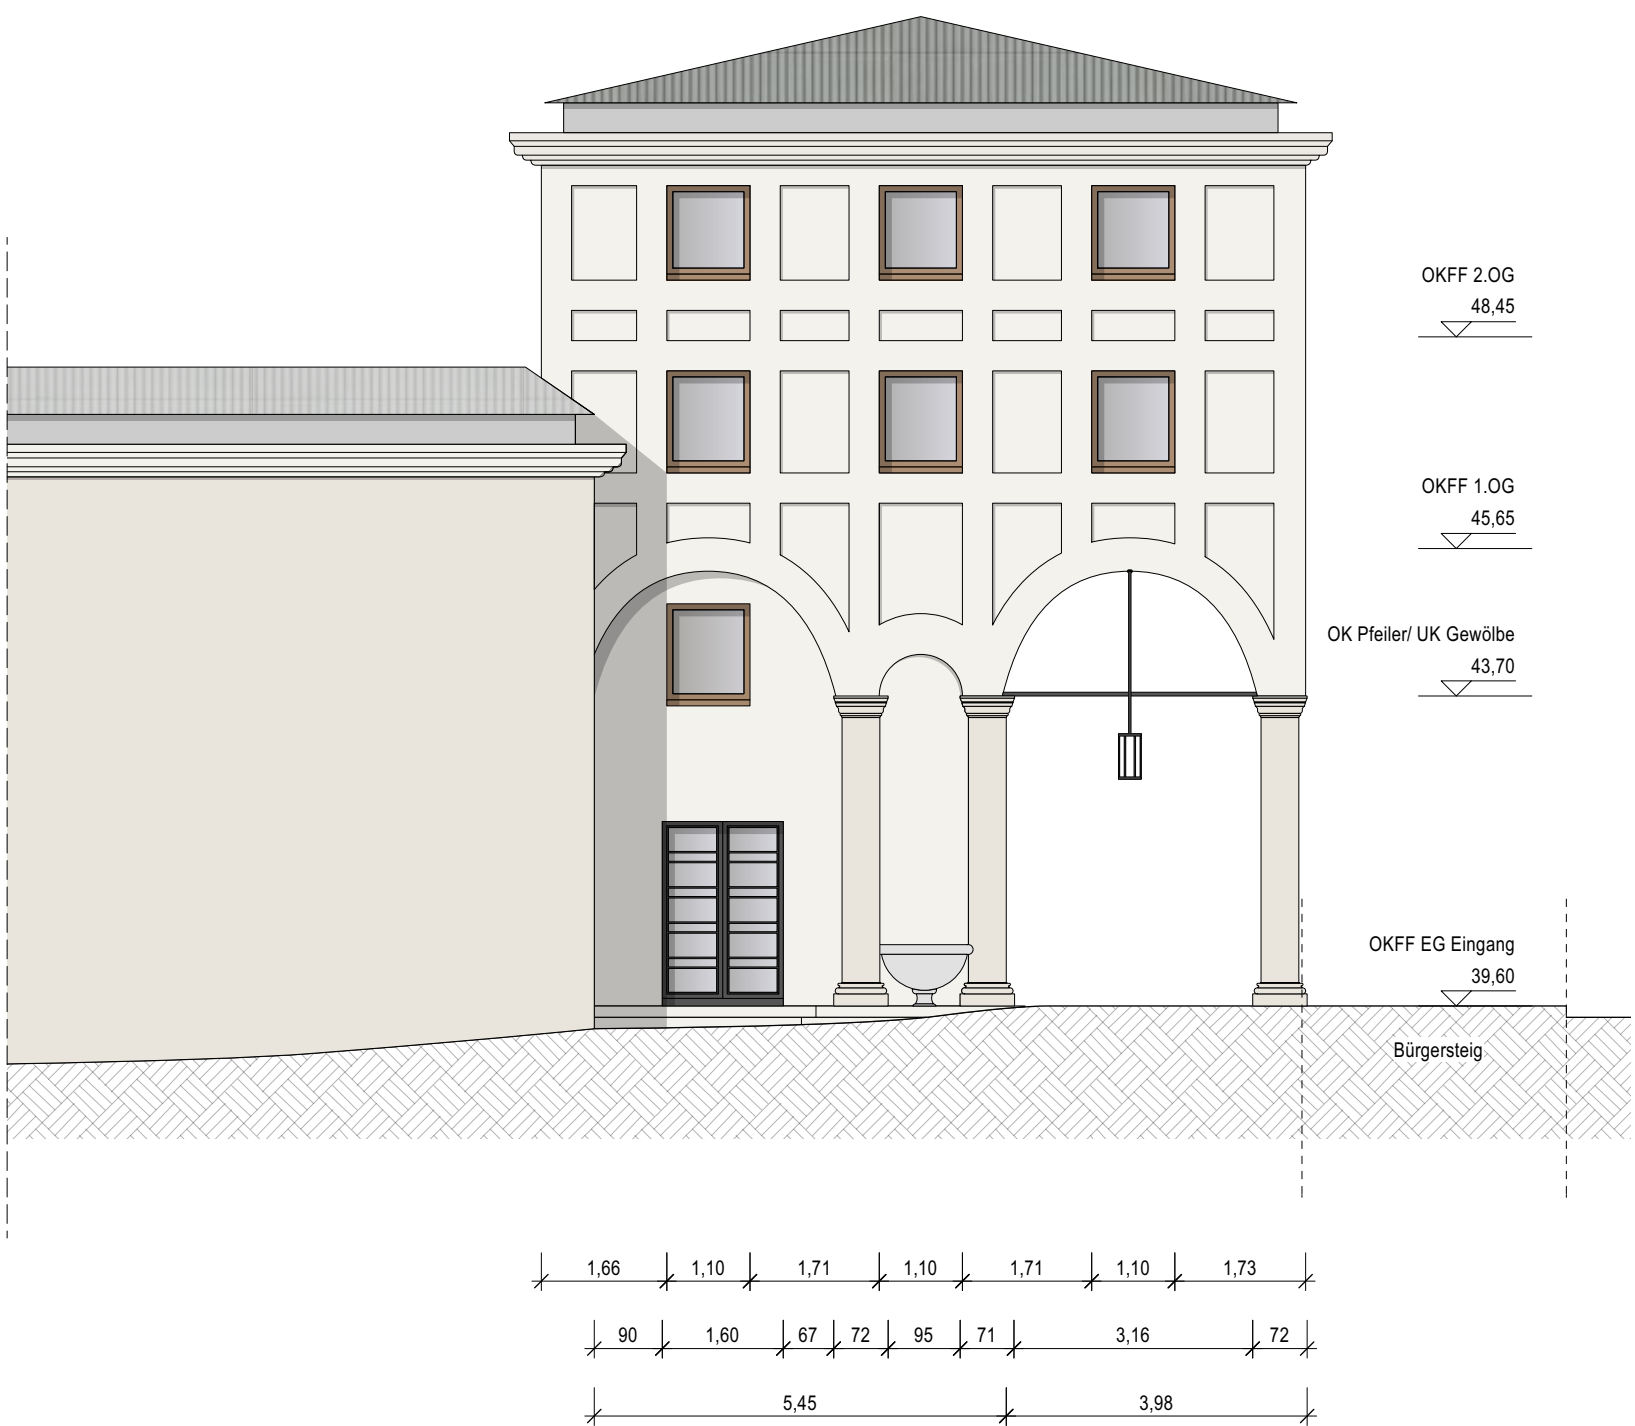 OKFF 2.OG
48,45
OKFF 1.OG
45,65
OK Pfeiler/ UK Gewölbe
43,70
OKFF EG Eingang
39,60
Bürgersteig
1,66 1,10 1,71 1,10 1,71 1,10 1,73
90 1,60 67 72 95 71 3,16 72
5,45 3,98